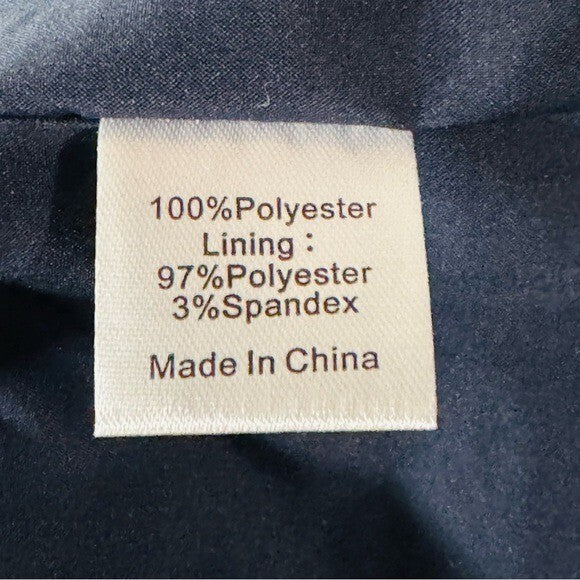 100%Polyester
Lining：
97%Polyester
3%Spandex
Made In China